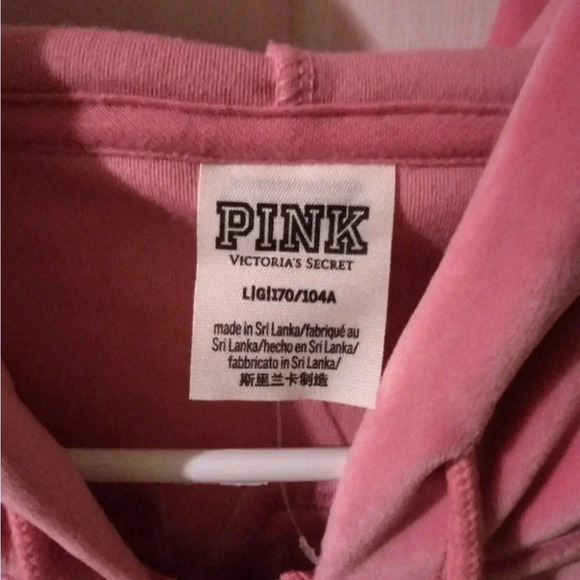 PINK
VICTORIA'S SECRET
L|G|170/104A
made in Sri Lanka/fabriqué au
Sri Lanka/hecho en Sri Lanka/
fabbricato in Sri Lanka/
斯里兰卡制造